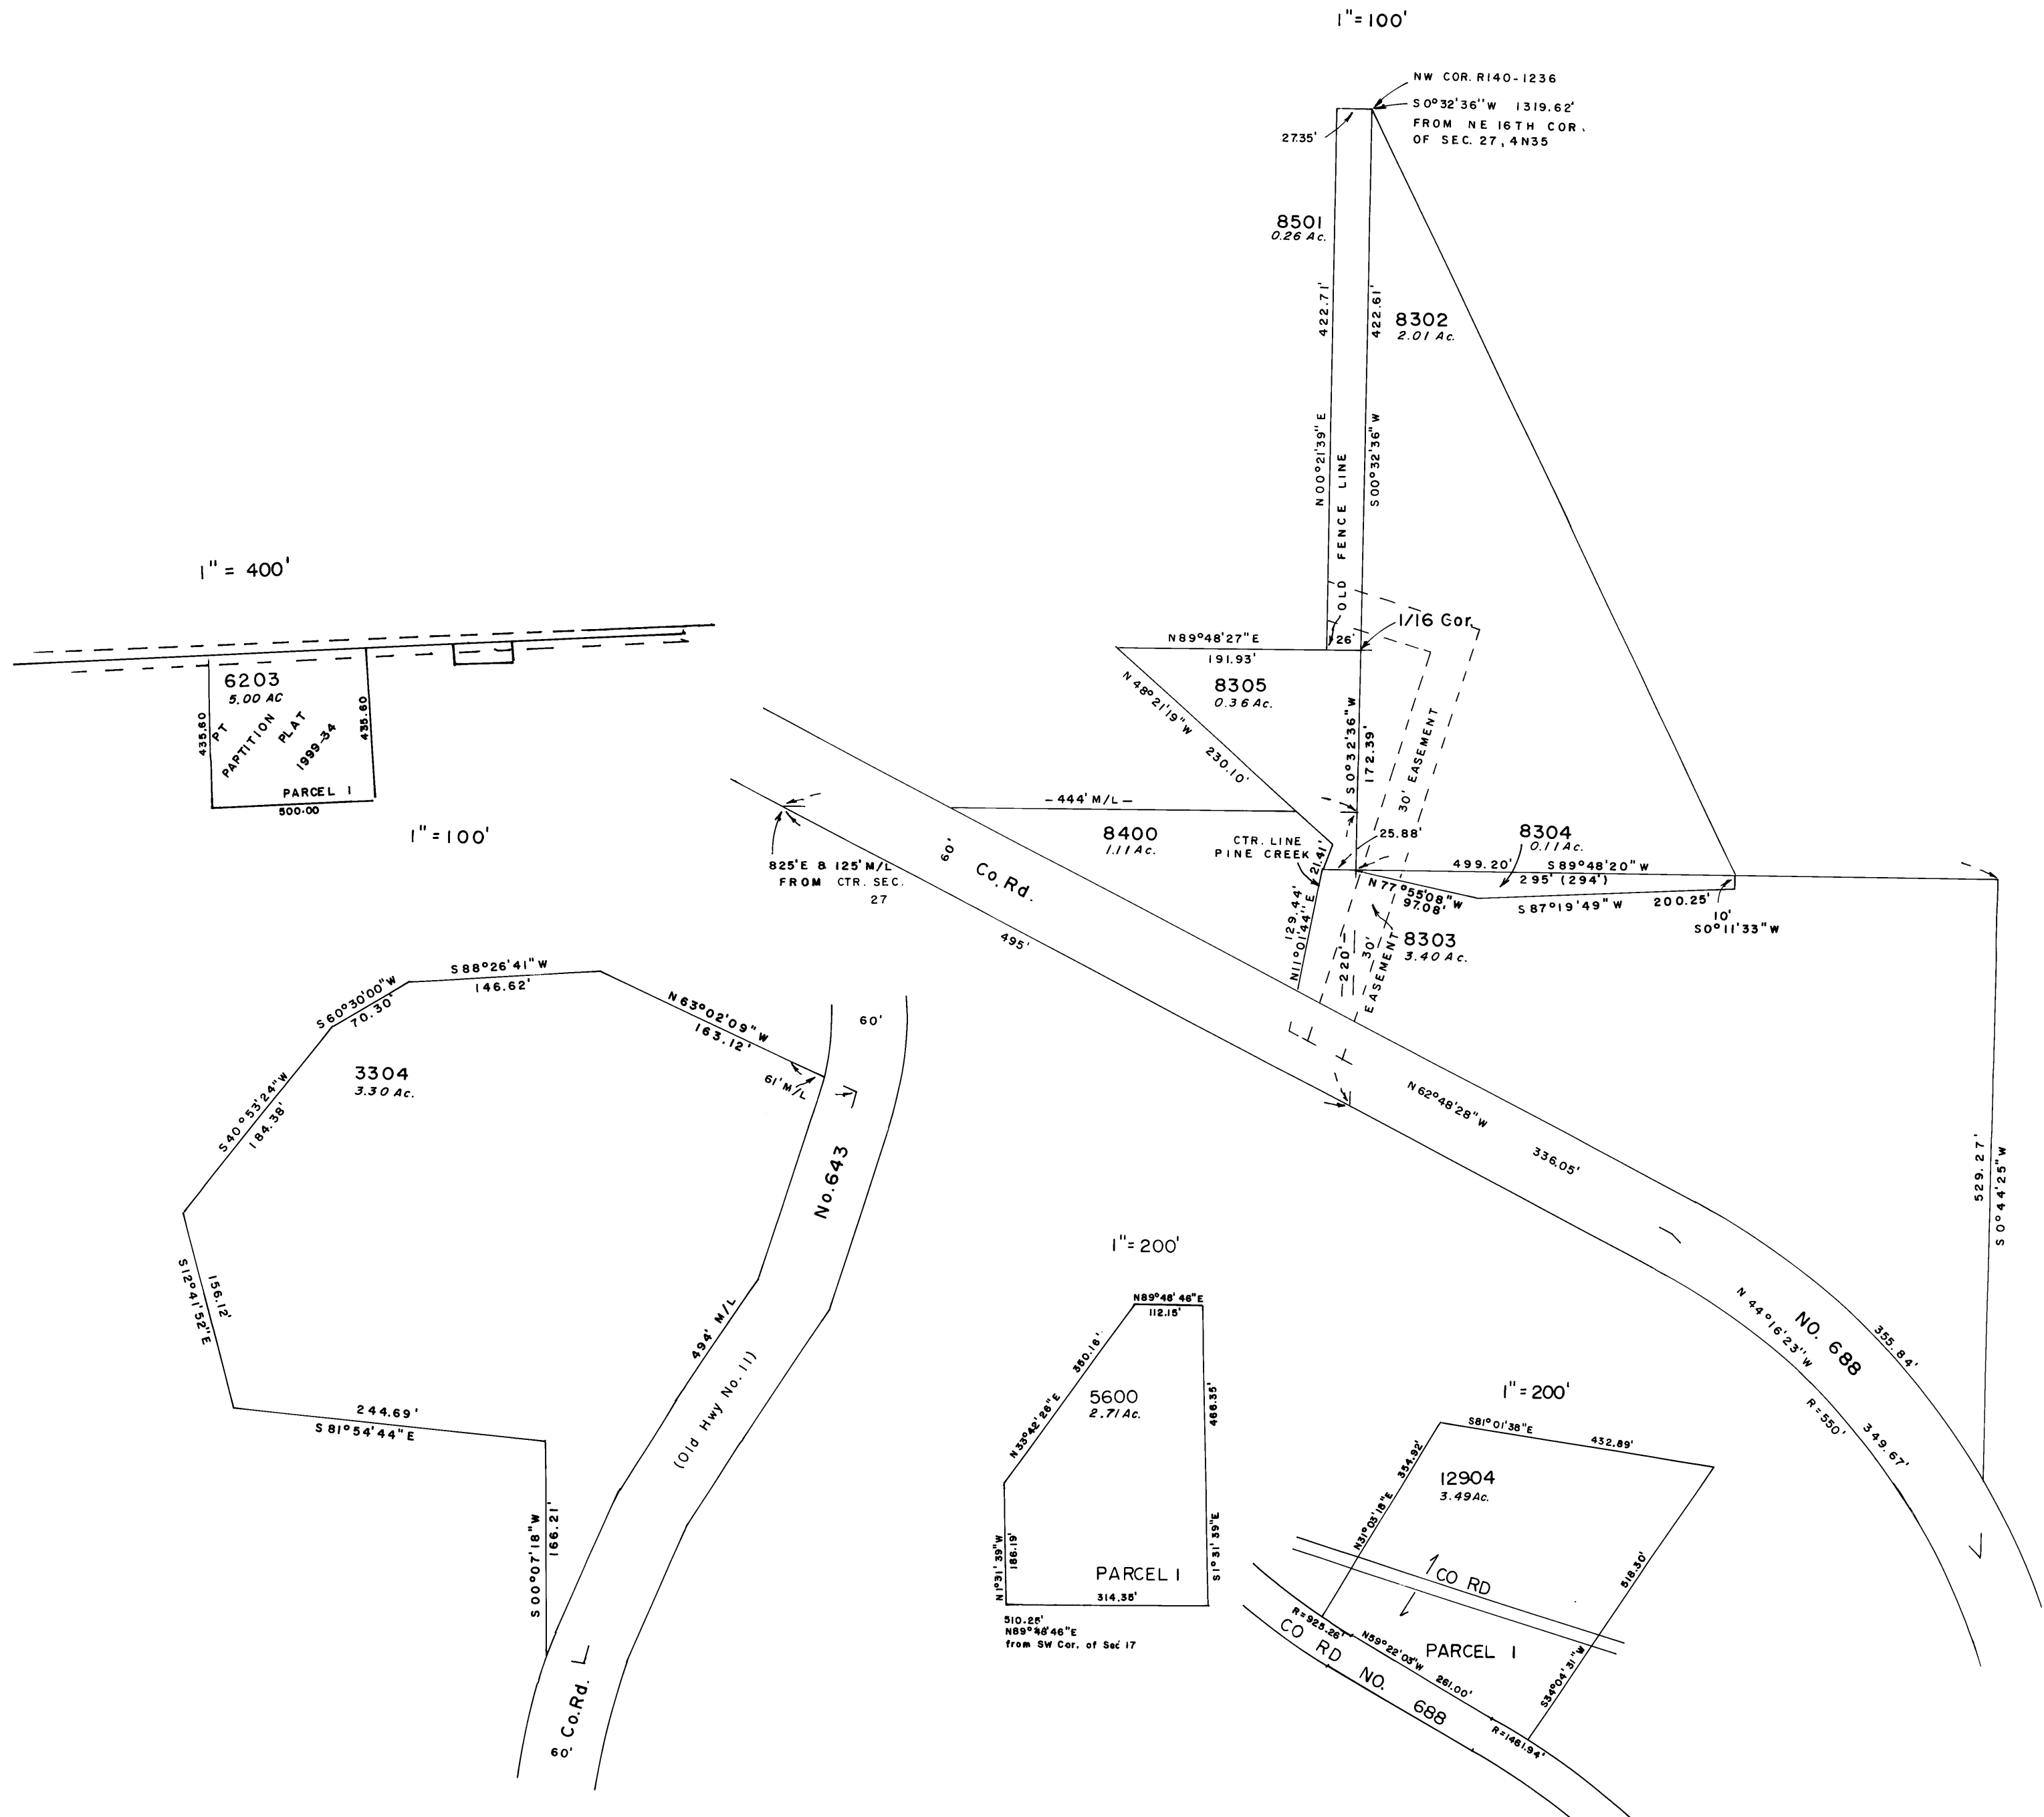 1"=100'
NW COR. R140-1236
S0°32'36"W 1319.62'
FROM NE 16TH COR.
OF SEC. 27, 4N35
27.35'
8501
0.26 Ac.
422.71'
422.61'
8302
2.01 Ac.
N00°21'39"E
OLD FENCE LINE
S00°32'36"W
1/16 Cor.
26'
N89°48'27"E
191.93'
8305
0.36 Ac.
N48°21'19"W
230.10'
S0°32'36"W
172.39'
30' EASEMENT
-444' M/L-
8400
1.11 Ac.
CTR. LINE
PINE CREEK
21.41'
25.88'
8304
0.11 Ac.
499.20' S89°48'20"W
295' (294')
N77°55'08"W
97.08'
S87°19'49"W
200.25'
10'
S0°11'33"W
129.44'
N11°01'44"E
-220'-
30'
EASEMENT
8303
3.40 Ac.
825'E & 125'M/L
FROM CTR. SEC.
27
60'
Co.Rd.
495'
N62°48'28"W
336.05'
529.27'
S0°44'25"W
NO. 688
355.84'
N44°16'23"W
R=550'
349.67'
1" = 400'
6203
5.00 AC
435.60
435.60
PT
PARTITION
PLAT
1999-34
PARCEL 1
500.00
1"=100'
S88°26'41"W
146.62'
S60°30'00"W
70.30'
N63°02'09"W
163.12'
60'
61'M/L
3304
3.30 Ac.
S40°53'24"W
184.38'
S12°41'52"E
156.12'
244.69'
S81°54'44"E
S00°07'18"W
166.21'
No.643
494' M/L
(Old Hwy No.11)
60' Co.Rd.
1"=200'
N89°48'46"E
112.15'
350.16'
N33°42'26"E
5600
2.71 Ac.
466.35'
S1°31'39"E
N1°31'39"W
186.19'
PARCEL 1
314.35'
510.25'
N89°48'46"E
from SW Cor. of Sec 17
1"=200'
S81°01'38"E
432.89'
354.92'
N31°03'18"E
12904
3.49Ac.
518.30'
S34°04'31"W
CO RD
PARCEL 1
R=925.26'
N59°22'03"W
261.00'
R=1461.94'
CO RD NO. 688